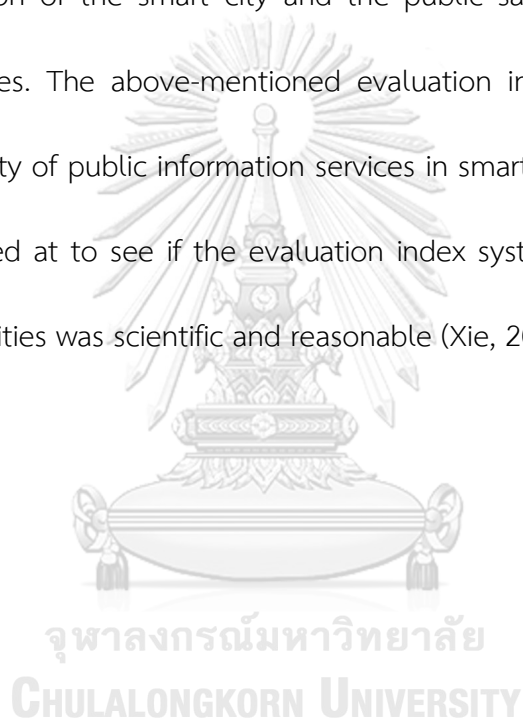 on of the smart city and the public sa
es. The above-mentioned evaluation in
ty of public information services in smart
ed at to see if the evaluation index syst
ities was scientific and reasonable (Xie, 20
จุฬาลงกรณ์มหาวิทยาลัย
CHULALONGKORN UNIVERSITY